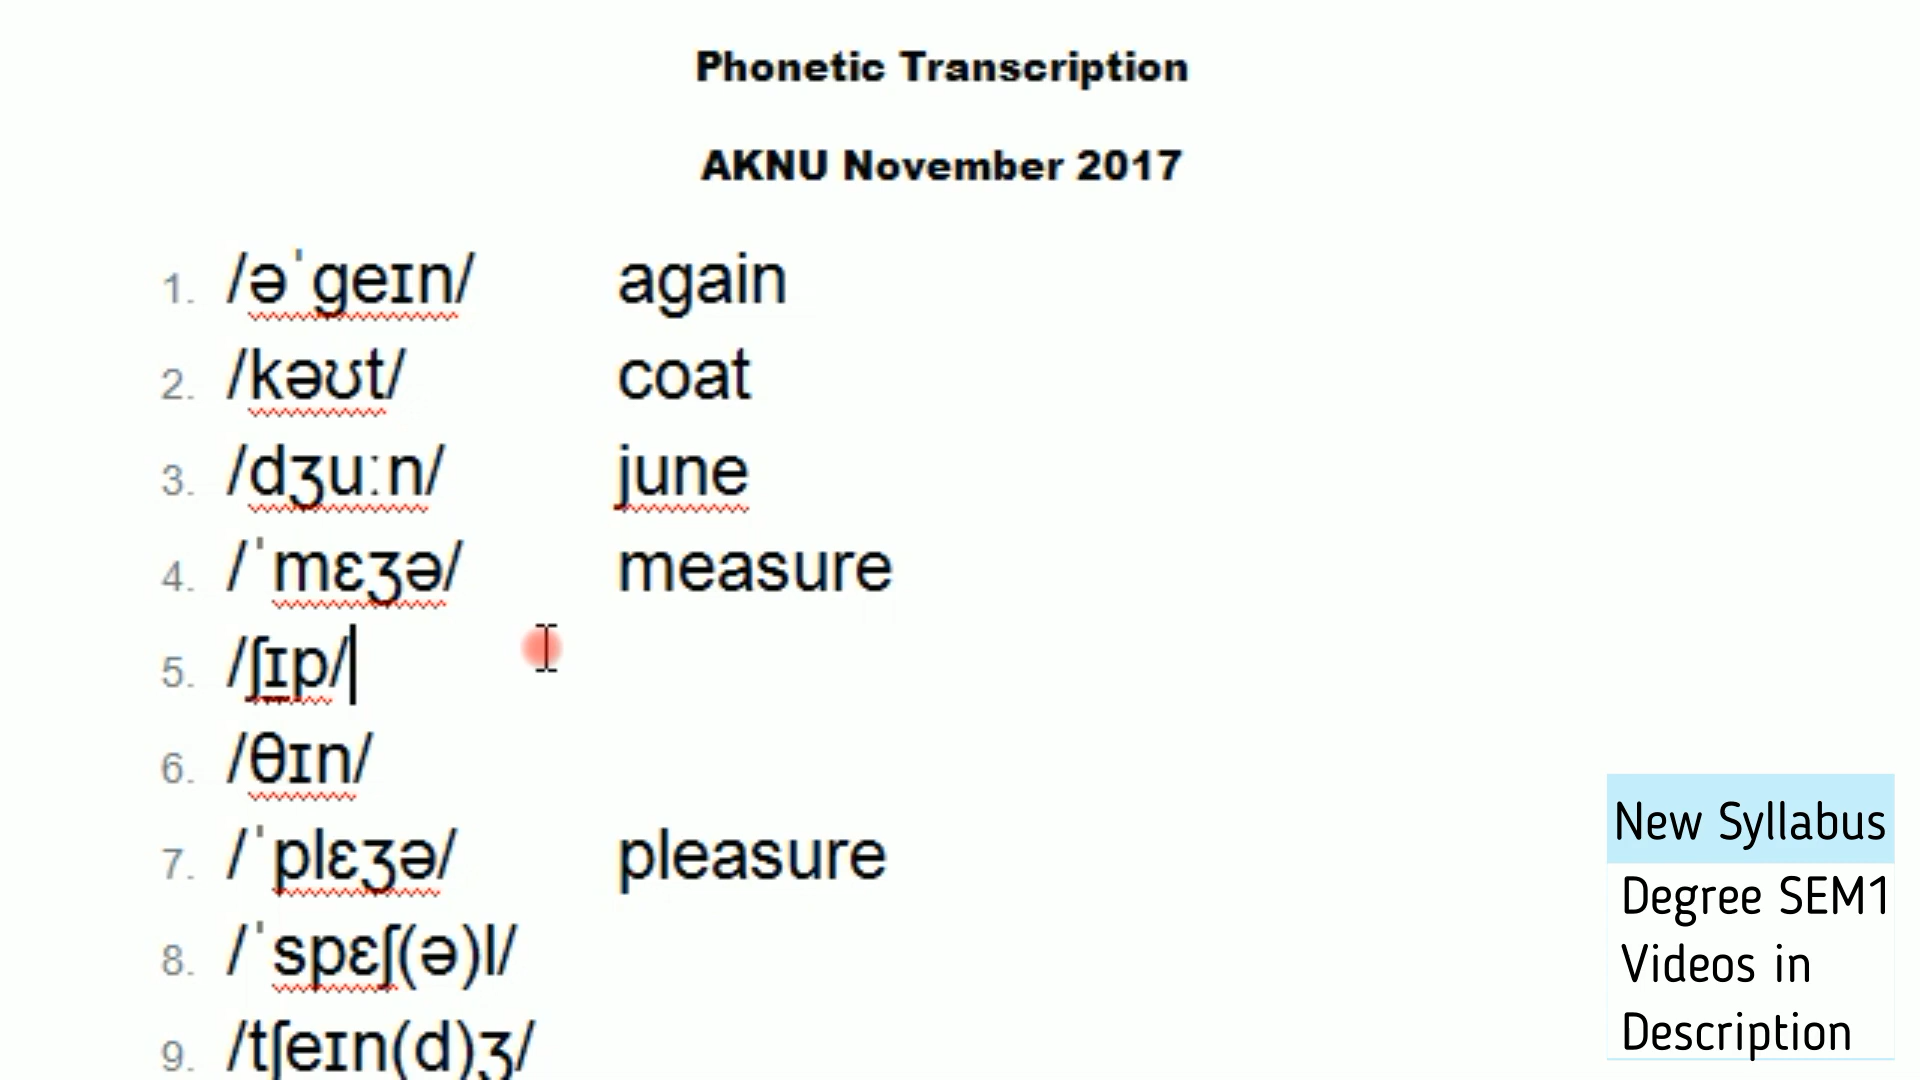 Phonetic Transcription
AKNU November 2017
1. /əˈɡeɪn/ again
2. /kəʊt/ coat
3. /dʒuːn/ june
4. /ˈmɛʒə/ measure
5. /ʃɪp/
6. /θɪn/
7. /ˈplɛʒə/ pleasure
8. /ˈspɛʃ(ə)l/
9. /tʃeɪn(d)ʒ/
New Syllabus
Degree SEM1
Videos in
Description